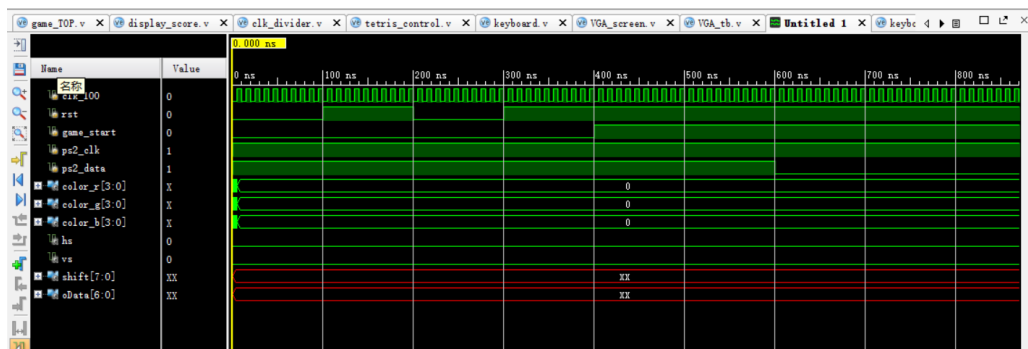 game_TOP.v display_score.v clk_divider.v tetris_control.v keyboard.v VGA_screen.v VGA_tb.v Untitled 1 keybc
0.000 ns
Name Value
0 ns 100 ns 200 ns 300 ns 400 ns 500 ns 600 ns 700 ns 800 ns
名称
clk_100 0
rst 0
game_start 0
ps2_clk 1
ps2_data 1
color_r[3:0] X 0
color_g[3:0] X 0
color_b[3:0] X 0
hs 0
vs 0
shift[7:0] XX XX
oData[6:0] XX XX